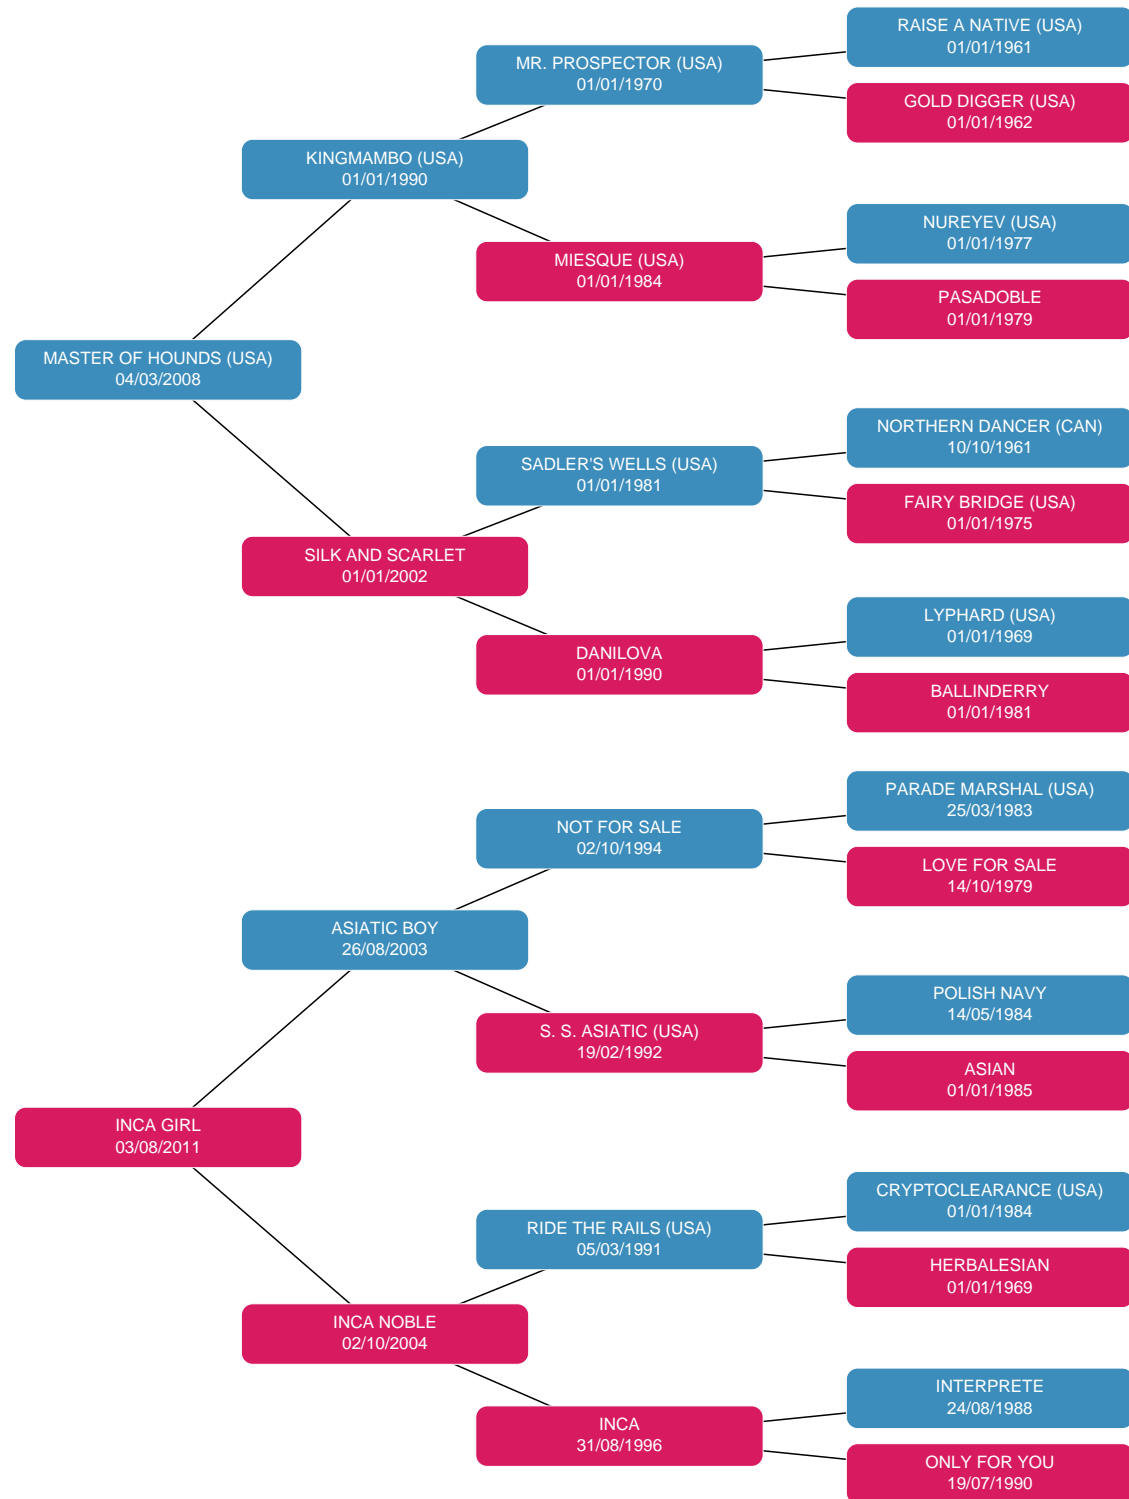 RAISE A NATIVE (USA)
01/01/1961
MR. PROSPECTOR (USA)
01/01/1970
GOLD DIGGER (USA)
01/01/1962
KINGMAMBO (USA)
01/01/1990
NUREYEV (USA)
01/01/1977
MIESQUE (USA)
01/01/1984
PASADOBLE
01/01/1979
MASTER OF HOUNDS (USA)
04/03/2008
NORTHERN DANCER (CAN)
10/10/1961
SADLER'S WELLS (USA)
01/01/1981
FAIRY BRIDGE (USA)
01/01/1975
SILK AND SCARLET
01/01/2002
LYPHARD (USA)
01/01/1969
DANILOVA
01/01/1990
BALLINDERRY
01/01/1981
PARADE MARSHAL (USA)
25/03/1983
NOT FOR SALE
02/10/1994
LOVE FOR SALE
14/10/1979
ASIATIC BOY
26/08/2003
POLISH NAVY
14/05/1984
S. S. ASIATIC (USA)
19/02/1992
ASIAN
01/01/1985
INCA GIRL
03/08/2011
CRYPTOCLEARANCE (USA)
01/01/1984
RIDE THE RAILS (USA)
05/03/1991
HERBALESIAN
01/01/1969
INCA NOBLE
02/10/2004
INTERPRETE
24/08/1988
INCA
31/08/1996
ONLY FOR YOU
19/07/1990